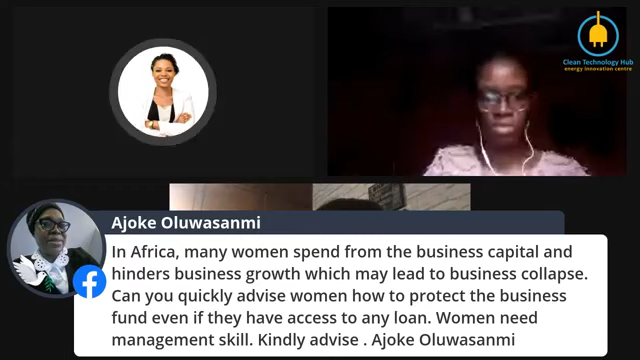 Clean Technology Hub
energy innovation centre
Ajoke Oluwasanmi
In Africa, many women spend from the business capital and
hinders business growth which may lead to business collapse.
Can you quickly advise women how to protect the business
fund even if they have access to any loan. Women need
management skill. Kindly advise . Ajoke Oluwasanmi